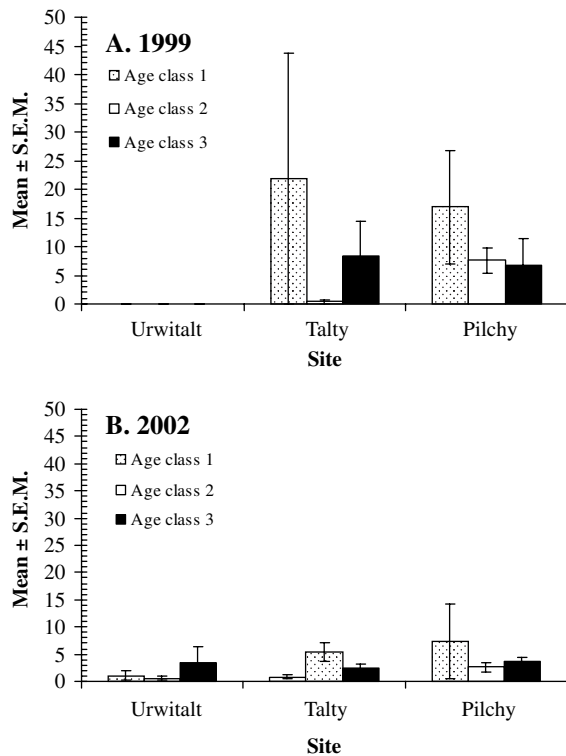 50
45
40
35
30
25
20
15
10
5
0
Mean ± S.E.M.
A. 1999
Age class 1
Age class 2
Age class 3
Urwitalt Talty Pilchy
Site
50
45
40
35
30
25
20
15
10
5
0
Mean ± S.E.M.
B. 2002
Age class 1
Age class 2
Age class 3
Urwitalt Talty Pilchy
Site